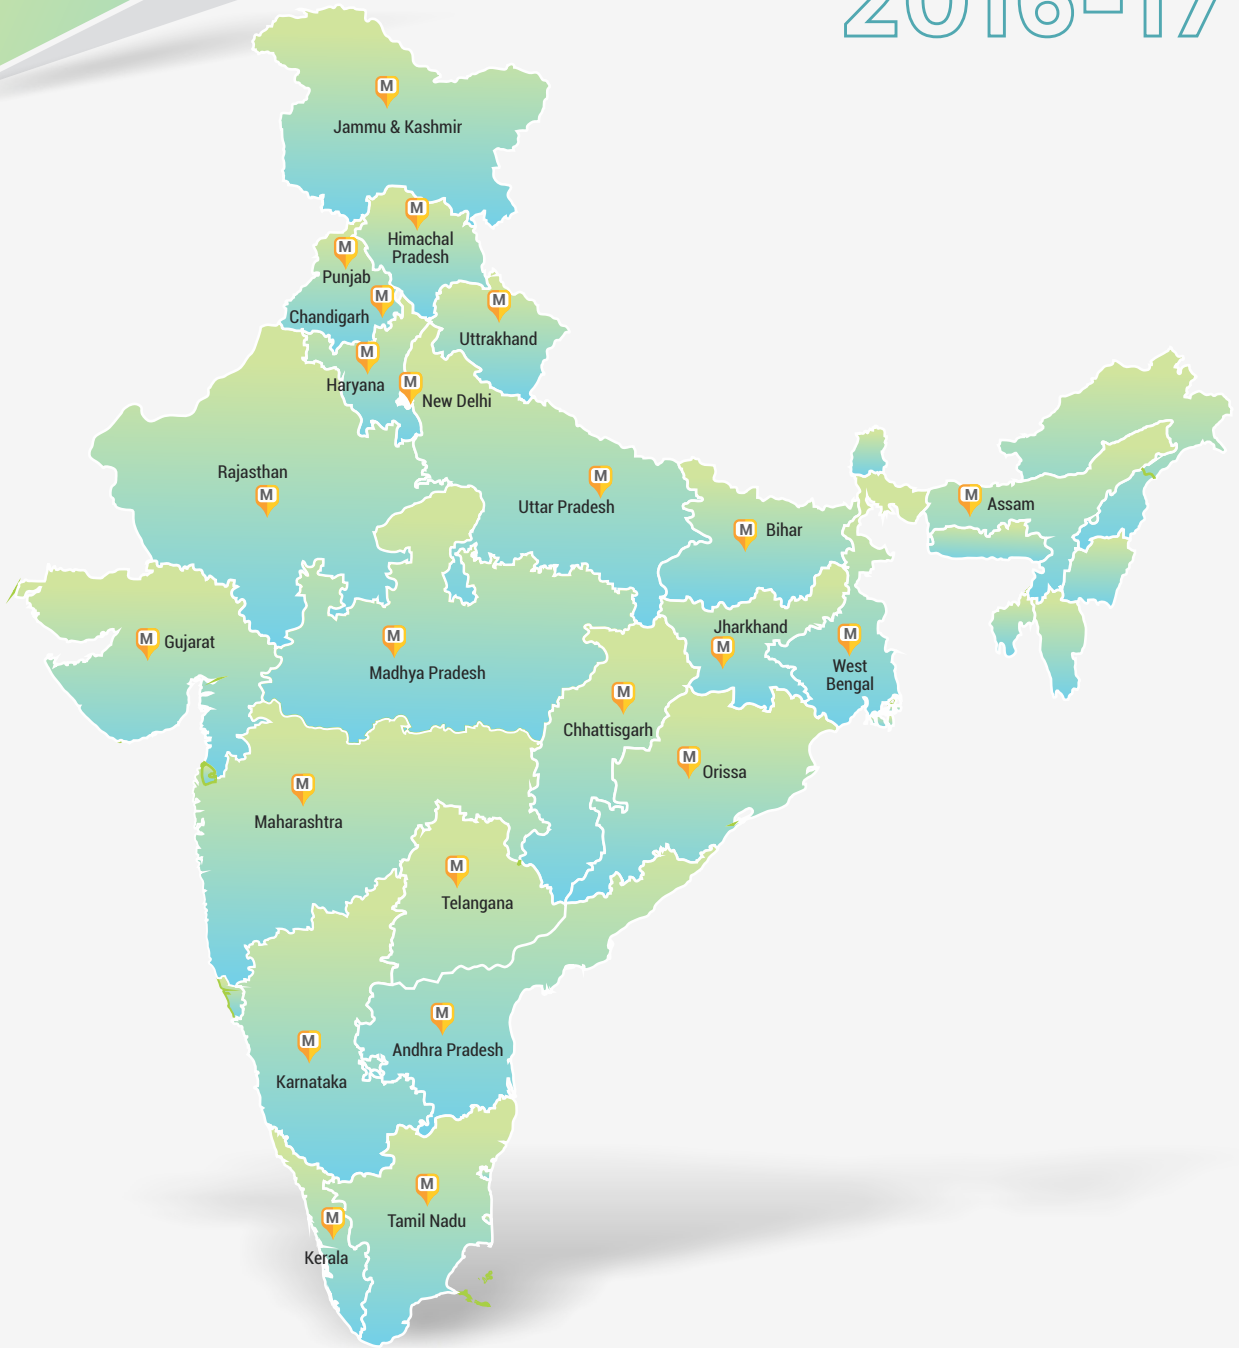 2016-17
M
Jammu & Kashmir
M
Himachal
Pradesh
M
Punjab
M
Chandigarh
M
Uttrakhand
M
Haryana
M
New Delhi
Rajasthan
M
M
Uttar Pradesh
M
Assam
M
Bihar
M
Gujarat
M
Madhya Pradesh
Jharkhand
M
M
West
Bengal
M
Chhattisgarh
M
Orissa
M
Maharashtra
M
Telangana
M
Andhra Pradesh
M
Karnataka
M
Tamil Nadu
M
Kerala